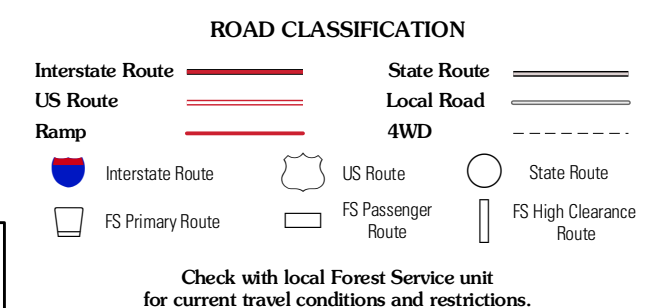 ROAD CLASSIFICATION
Interstate Route
State Route
US Route
Local Road
Ramp
4WD
Interstate Route
US Route
State Route
FS Primary Route
FS Passenger
Route
FS High Clearance
Route
Check with local Forest Service unit
for current travel conditions and restrictions.